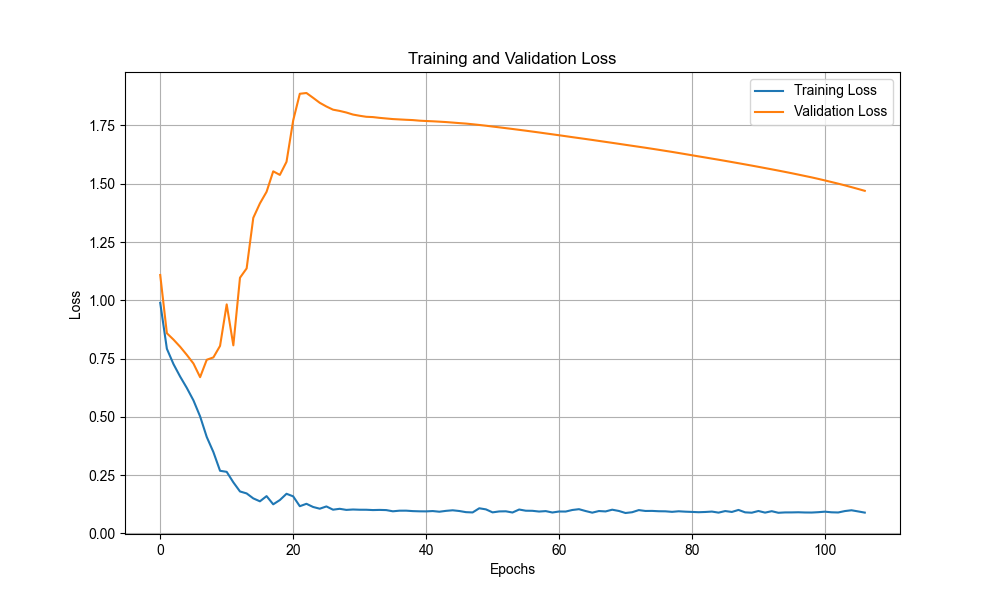 Training and Validation Loss
Training Loss
Validation Loss
1.75
1.50
1.25
1.00
0.75
0.50
0.25
0.00
Loss
0 20 40 60 80 100
Epochs